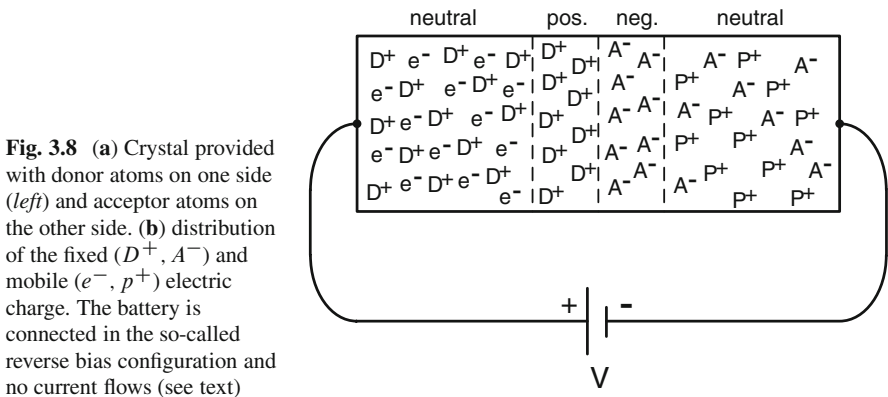 neutral pos. neg. neutral
D+ e- D+ e- D+ D+ D+ A- A- A- P+ A-
e- D+ e- D+ e- D+ D+ A- P+ A- P+
D+ e- D+ e- D+ D+ D+ A- A- A- P+ A- P+
e- D+ e- D+ e- D+ A- A- P+ P+ A-
D+ e- D+ e- D+ e- D+ D+ A- A- A- P+ P+ A- P+ P+
+ -
V
Fig. 3.8 (a) Crystal provided
with donor atoms on one side
(left) and acceptor atoms on
the other side. (b) distribution
of the fixed (D+, A−) and
mobile (e−, p+) electric
charge. The battery is
connected in the so-called
reverse bias configuration and
no current flows (see text)